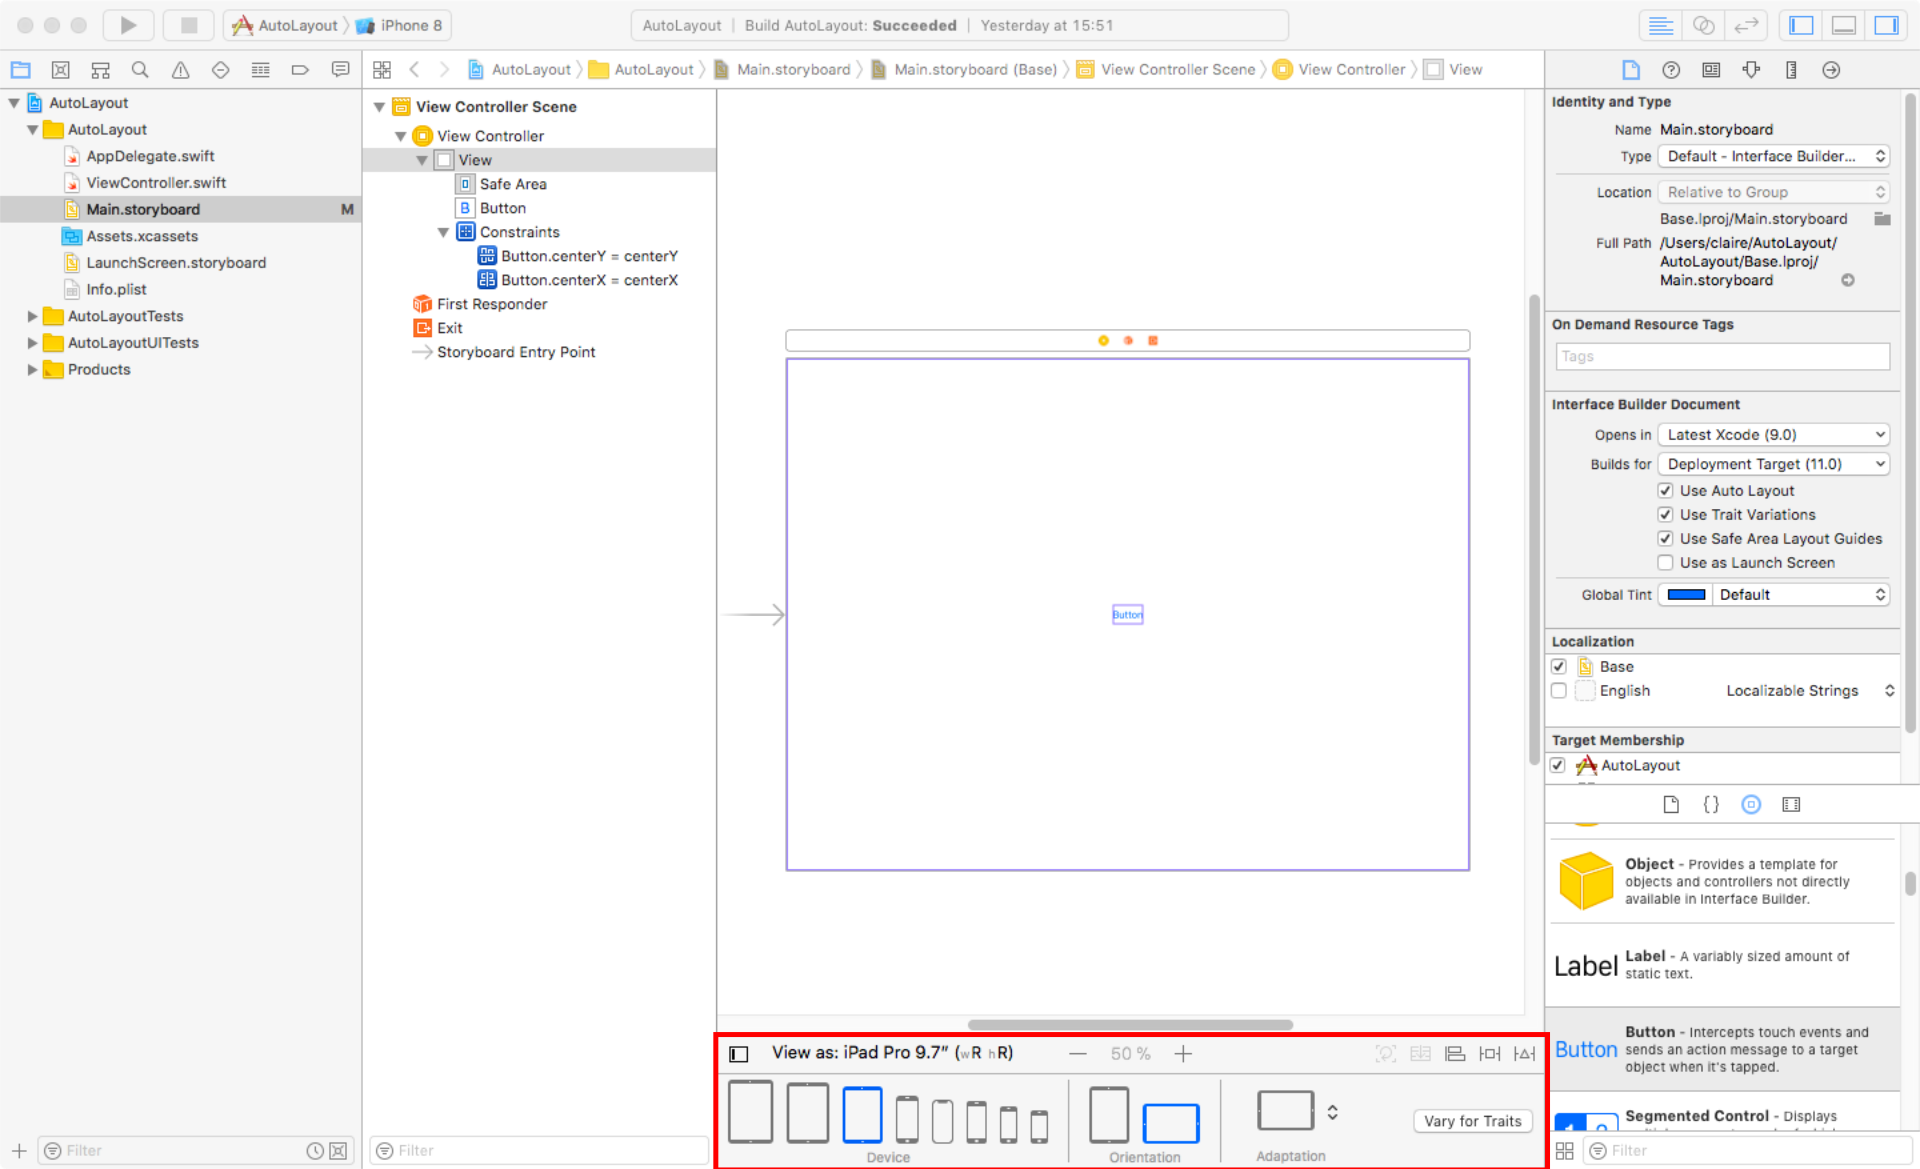 AutoLayout iPhone 8
AutoLayout | Build AutoLayout: Succeeded | Yesterday at 15:51
AutoLayout AutoLayout Main.storyboard Main.storyboard (Base) View Controller Scene View Controller View
AutoLayout
AutoLayout
AppDelegate.swift
ViewController.swift
Main.storyboard M
Assets.xcassets
LaunchScreen.storyboard
Info.plist
AutoLayoutTests
AutoLayoutUITests
Products
Filter
View Controller Scene
View Controller
View
Safe Area
B Button
Constraints
Button.centerY = centerY
Button.centerX = centerX
First Responder
Exit
Storyboard Entry Point
Filter
Button
View as: iPad Pro 9.7″ (wR hR)
50 %
Device
Orientation
Adaptation
Vary for Traits
Identity and Type
Name Main.storyboard
Type Default - Interface Builder...
Location Relative to Group
Base.lproj/Main.storyboard
Full Path /Users/claire/AutoLayout/
AutoLayout/Base.lproj/
Main.storyboard
On Demand Resource Tags
Tags
Interface Builder Document
Opens in Latest Xcode (9.0)
Builds for Deployment Target (11.0)
Use Auto Layout
Use Trait Variations
Use Safe Area Layout Guides
Use as Launch Screen
Global Tint Default
Localization
Base
English Localizable Strings
Target Membership
AutoLayout
{}
Object - Provides a template for
objects and controllers not directly
available in Interface Builder.
Label
Label - A variably sized amount of
static text.
Button
Button - Intercepts touch events and
sends an action message to a target
object when it's tapped.
Segmented Control - Displays
Filter